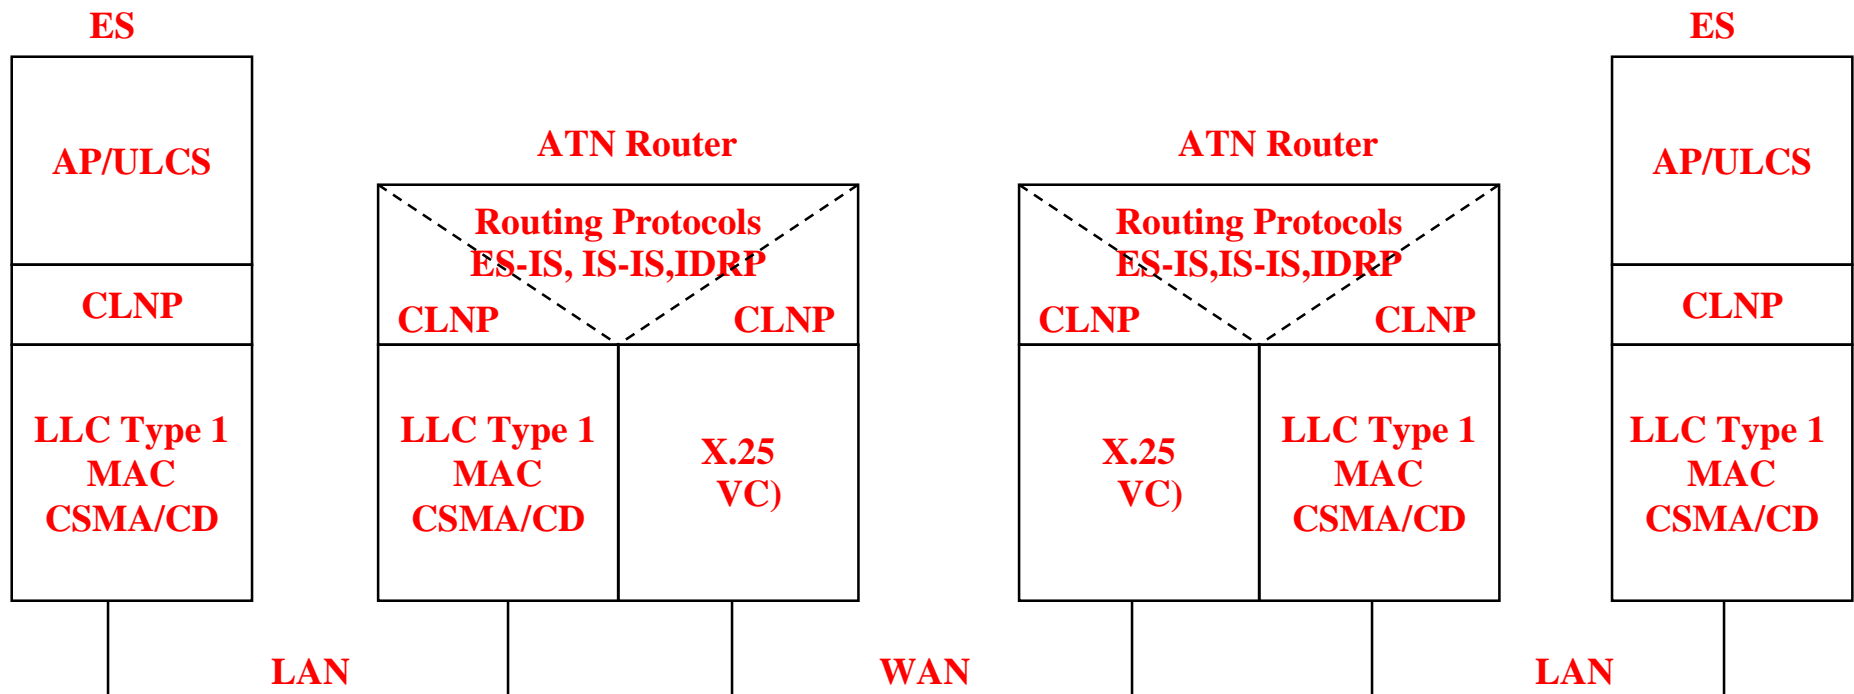 ES
AP/ULCS
CLNP
LLC Type 1
MAC
CSMA/CD
LAN
ATN Router
Routing Protocols
ES-IS, IS-IS,IDRP
CLNP
CLNP
LLC Type 1
MAC
CSMA/CD
X.25
VC)
WAN
ATN Router
Routing Protocols
ES-IS,IS-IS,IDRP
CLNP
CLNP
X.25
VC)
LLC Type 1
MAC
CSMA/CD
LAN
ES
AP/ULCS
CLNP
LLC Type 1
MAC
CSMA/CD